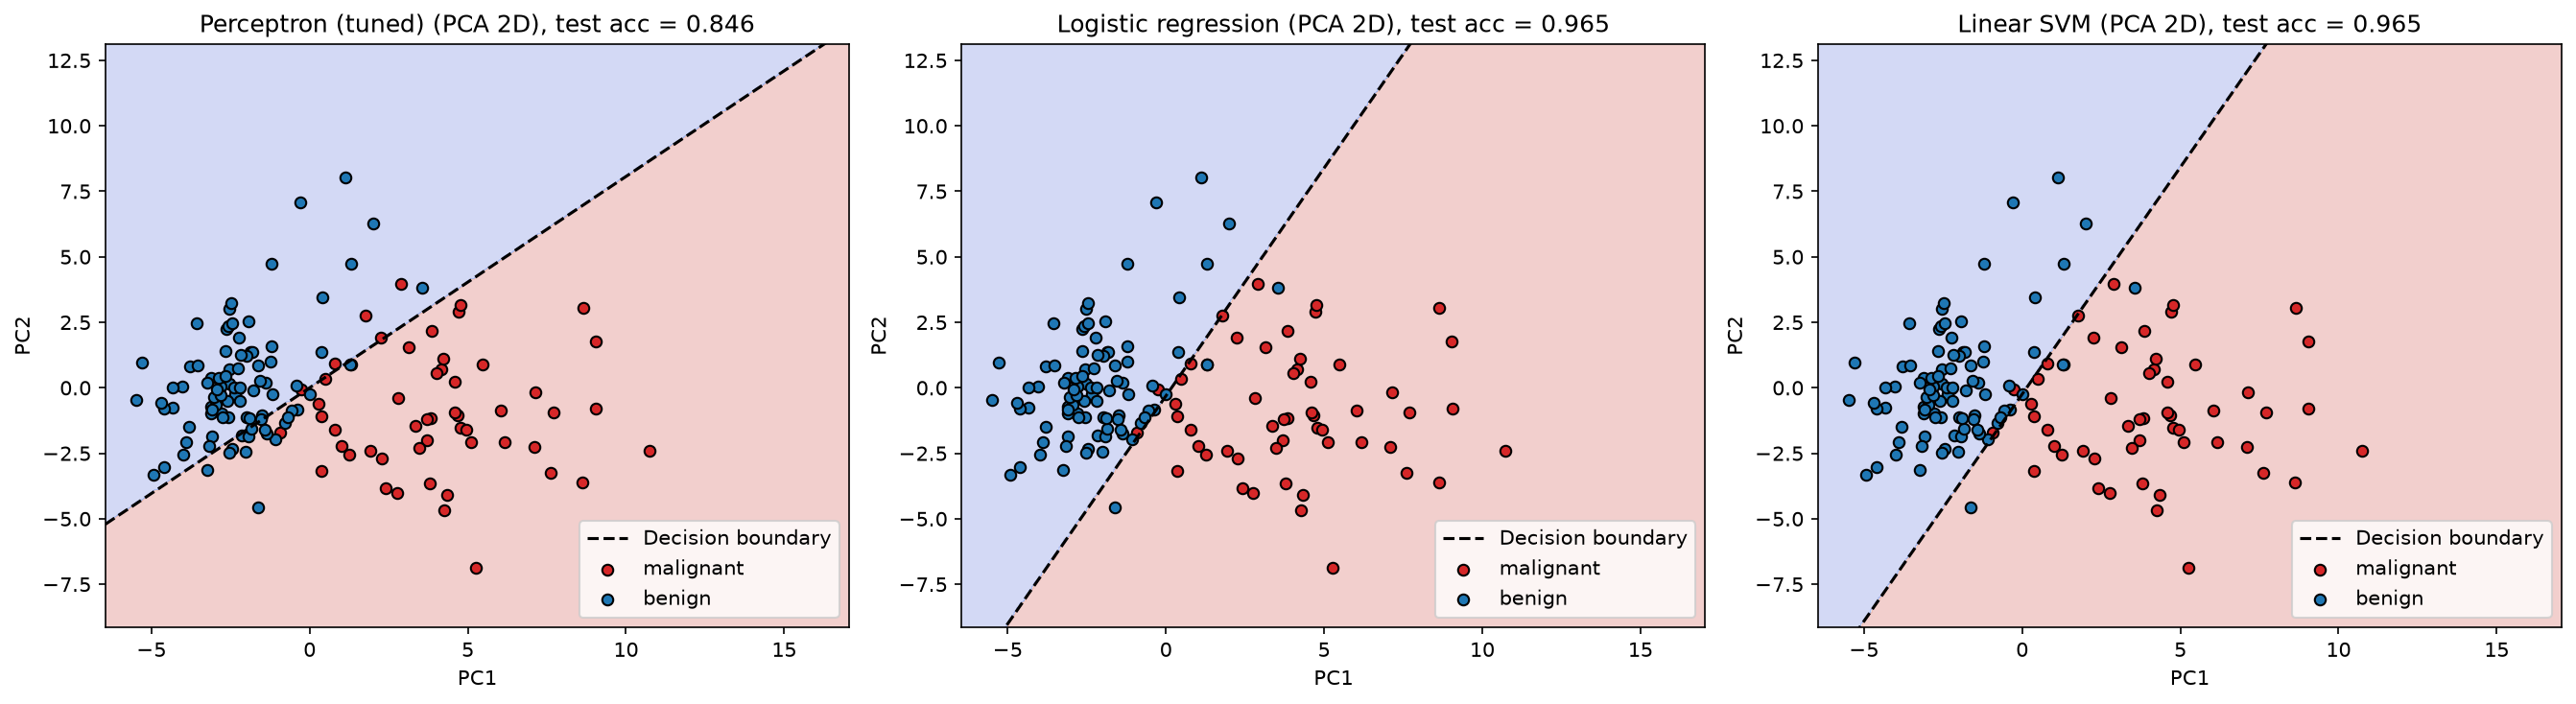 Perceptron (tuned) (PCA 2D), test acc = 0.846
12.5
10.0
7.5
5.0
2.5
0.0
−2.5
−5.0
−7.5
PC2
−5 0 5 10 15
PC1
Decision boundary
malignant
benign
Logistic regression (PCA 2D), test acc = 0.965
12.5
10.0
7.5
5.0
2.5
0.0
−2.5
−5.0
−7.5
PC2
−5 0 5 10 15
PC1
Decision boundary
malignant
benign
Linear SVM (PCA 2D), test acc = 0.965
12.5
10.0
7.5
5.0
2.5
0.0
−2.5
−5.0
−7.5
PC2
−5 0 5 10 15
PC1
Decision boundary
malignant
benign